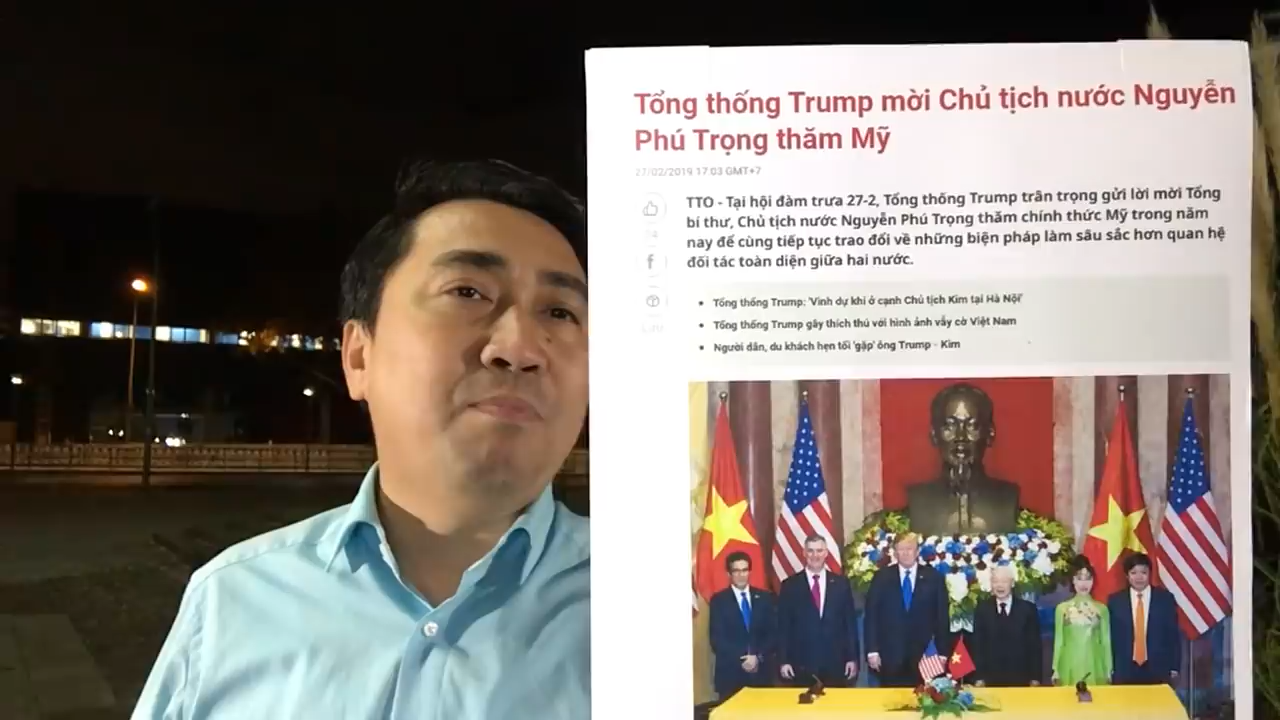 Tổng thống Trump mời Chủ tịch nước Nguyễn
Phú Trọng thăm Mỹ
27/02/2019 17:03 GMT+7
TTO - Tại hội đàm trưa 27-2, Tổng thống Trump trân trọng gửi lời mời Tổng
bí thư, Chủ tịch nước Nguyễn Phú Trọng thăm chính thức Mỹ trong năm
nay để cùng tiếp tục trao đổi về những biện pháp làm sâu sắc hơn quan hệ
đối tác toàn diện giữa hai nước.
• Tổng thống Trump: 'Vinh dự khi ở cạnh Chủ tịch Kim tại Hà Nội'
• Tổng thống Trump gây thích thú với hình ảnh vẫy cờ Việt Nam
• Người dân, du khách hẹn tối 'gặp' ông Trump - Kim